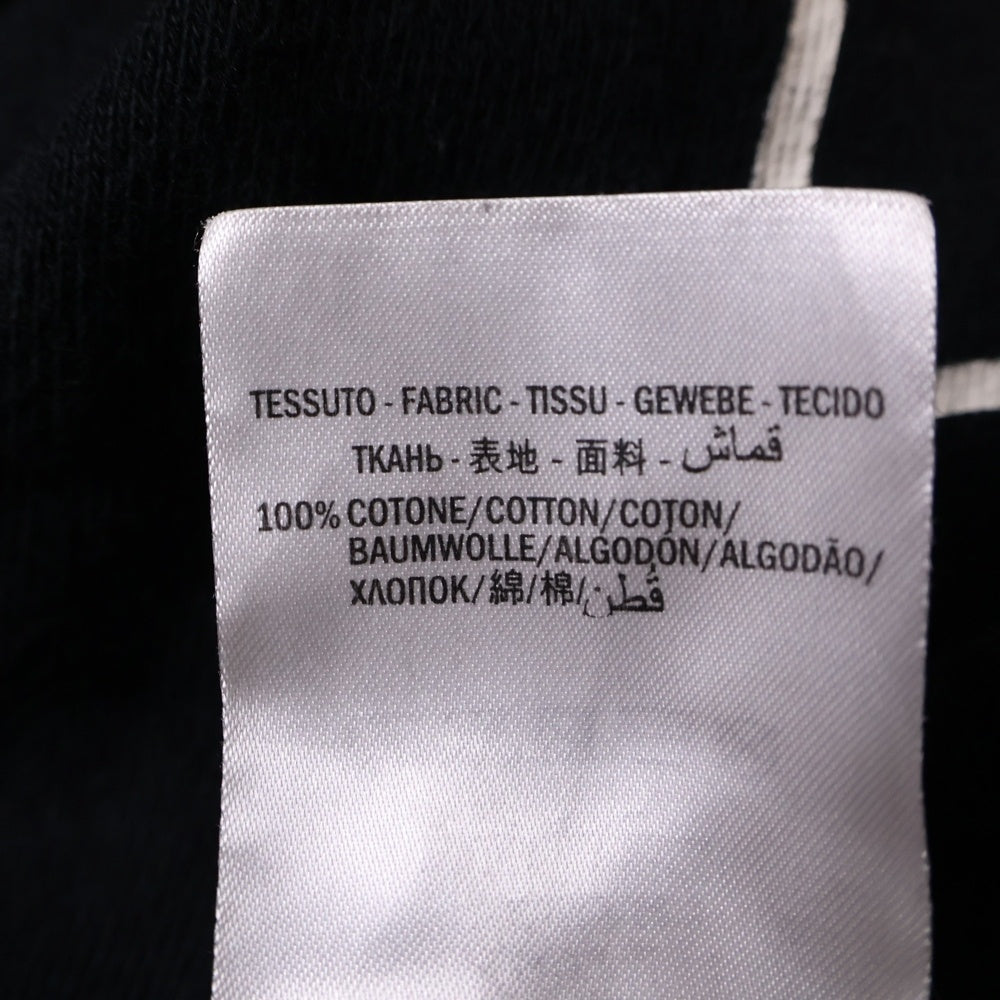 TESSUTO - FABRIC - TISSU - GEWEBE - TECIDO
ТКАНЬ - 表地 - 面料 - قماش
100% COTONE/COTTON/COTON/
BAUMWOLLE/ALGODÓN/ALGODÃO/
ХЛОПОК/綿/棉/قطن